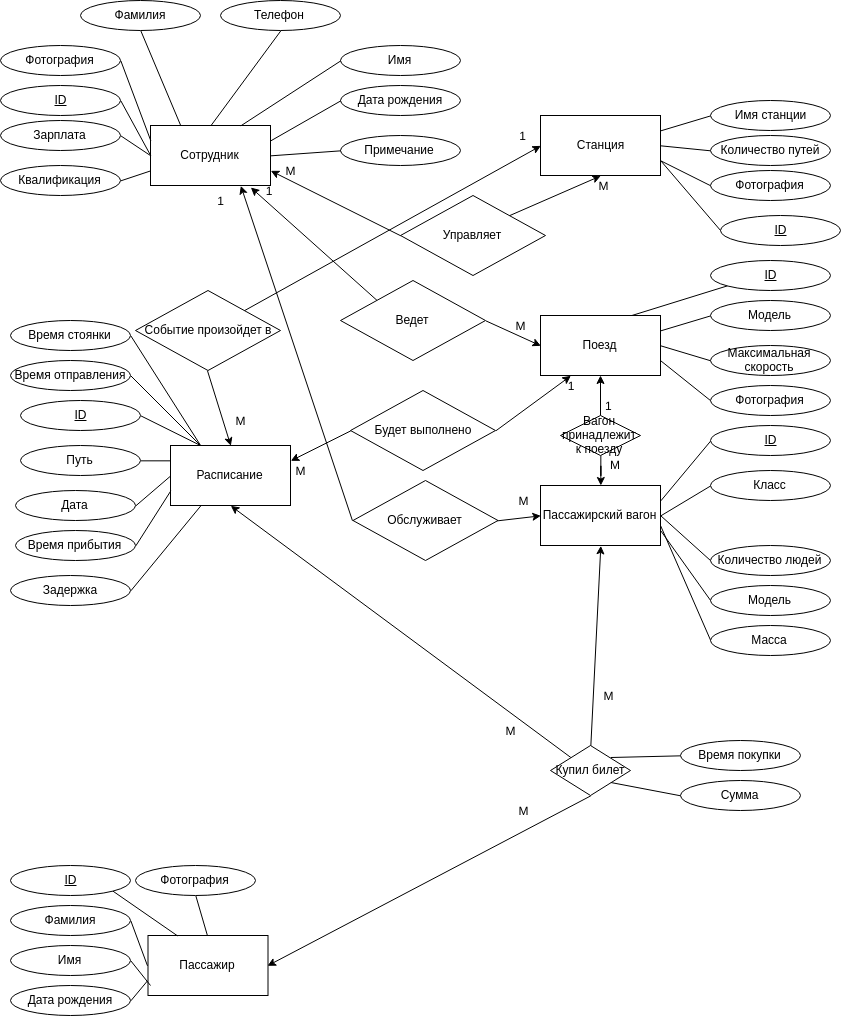 Фамилия
Телефон
Фотография
Имя
ID
Дата рождения
Зарплата
Примечание
Квалификация
Сотрудник
Имя станции
Количество путей
Фотография
ID
Станция
1
М
М
1
1
Управляет
Ведет
Событие произойдет в
М
М
ID
Модель
Максимальная
скорость
Фотография
Поезд
1
1
Время стоянки
Время отправления
ID
Путь
Дата
Время прибытия
Задержка
Расписание
Будет выполнено
М
Вагон
принадлежит
к поезду
М
Обслуживает
М
Пассажирский вагон
ID
Класс
Количество людей
Модель
Масса
М
М
М
Купил билет
Время покупки
Сумма
ID
Фотография
Фамилия
Имя
Дата рождения
Пассажир